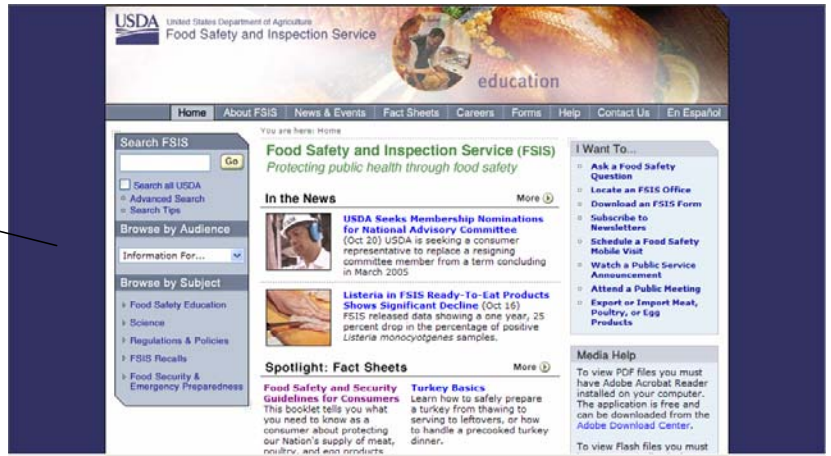 USDA
United States Department of Agriculture
Food Safety and Inspection Service
education
Home About FSIS News & Events Fact Sheets Careers Forms Help Contact Us En Español
Search FSIS
Go
Search all USDA
Advanced Search
Search Tips
Browse by Audience
Information For...
Browse by Subject
Food Safety Education
Science
Regulations & Policies
FSIS Recalls
Food Security &
Emergency Preparedness
You are here: Home
Food Safety and Inspection Service (FSIS)
Protecting public health through food safety
In the News More
USDA Seeks Membership Nominations
for National Advisory Committee
(Oct 20) USDA is seeking a consumer
representative to replace a resigning
committee member from a term concluding
in March 2005
Listeria in FSIS Ready-To-Eat Products
Shows Significant Decline (Oct 16)
FSIS released data showing a one year, 25
percent drop in the percentage of positive
Listeria monocyotgenes samples.
Spotlight: Fact Sheets More
Food Safety and Security
Guidelines for Consumers
This booklet tells you what
you need to know as a
consumer about protecting
our Nation's supply of meat,
poultry, and egg products
Turkey Basics
Learn how to safely prepare
a turkey from thawing to
serving to leftovers, or how
to handle a precooked turkey
dinner.
I Want To...
Ask a Food Safety
Question
Locate an FSIS Office
Download an FSIS Form
Subscribe to
Newsletters
Schedule a Food Safety
Mobile Visit
Watch a Public Service
Announcement
Attend a Public Meeting
Export or Import Meat,
Poultry, or Egg
Products
Media Help
To view PDF files you must
have Adobe Acrobat Reader
installed on your computer.
The application is free and
can be downloaded from the
Adobe Download Center.
To view Flash files you must